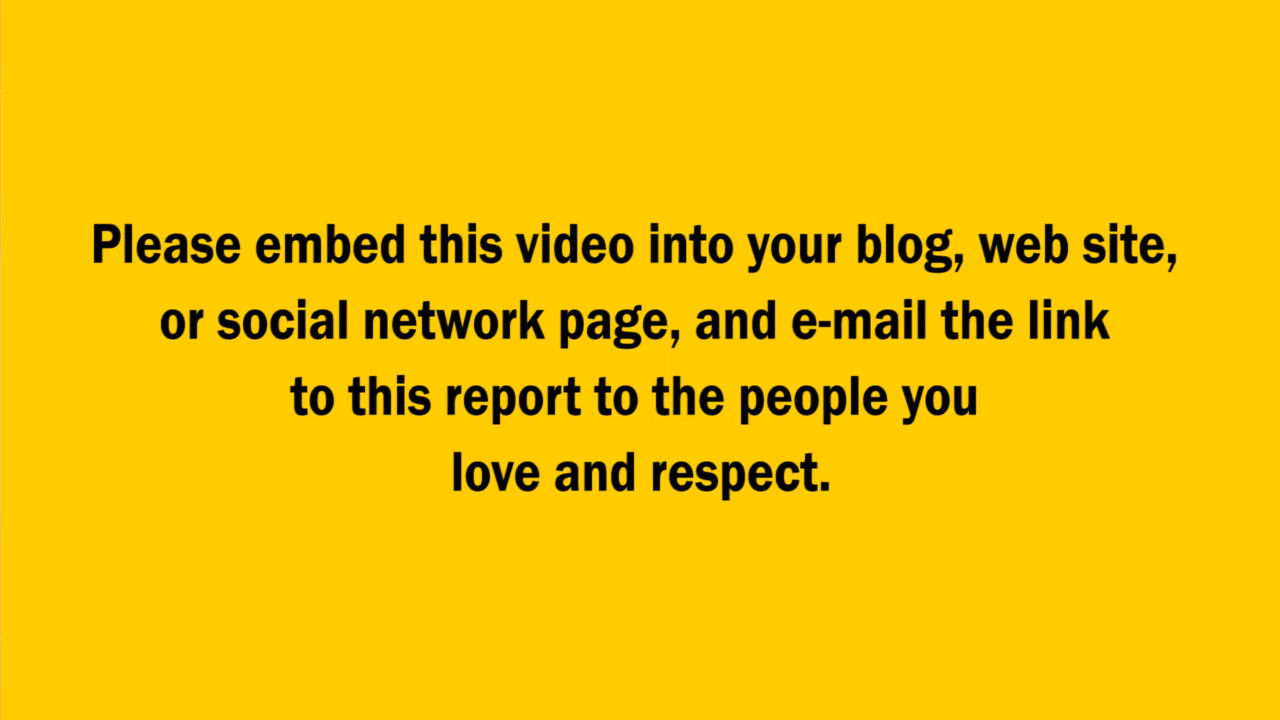 Please embed this video into your blog, web site,
or social network page, and e-mail the link
to this report to the people you
love and respect.